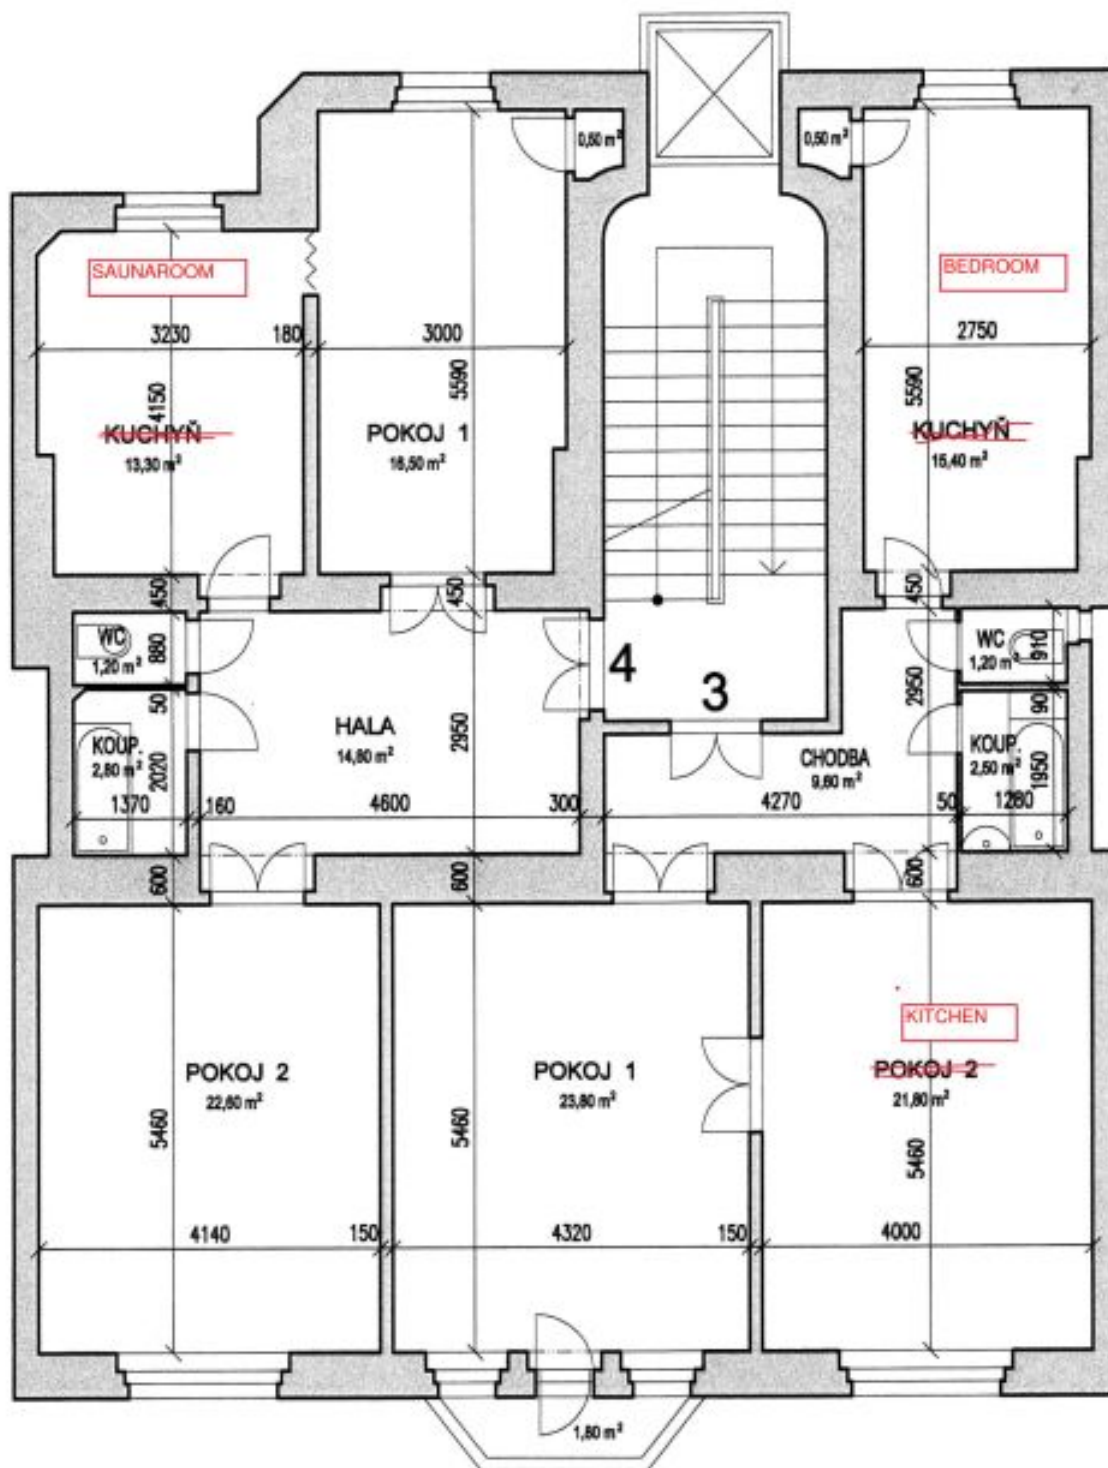 0,50 m²
0,50 m²
SAUNAROOM
BEDROOM
3230
180
3000
2750
4150
5590
5590
KUCHYŇ
13,30 m²
POKOJ 1
16,50 m²
KUCHYŇ
15,40 m²
450
450
450
WC
1,20 m²
880
4
3
WC
1,20 m²
910
2950
50
HALA
14,60 m²
2950
90
KOUP.
2,80 m²
2020
CHODBA
9,60 m²
KOUP.
2,50 m²
1950
1370
160
4600
300
4270
50
1280
600
600
600
KITCHEN
POKOJ 2
22,60 m²
POKOJ 1
23,80 m²
POKOJ 2
21,80 m²
5460
5460
5460
4140
150
4320
150
4000
1,80 m²